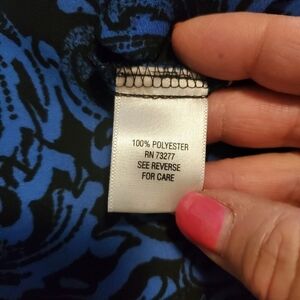 100% POLYESTER
RN 73277
SEE REVERSE
FOR CARE